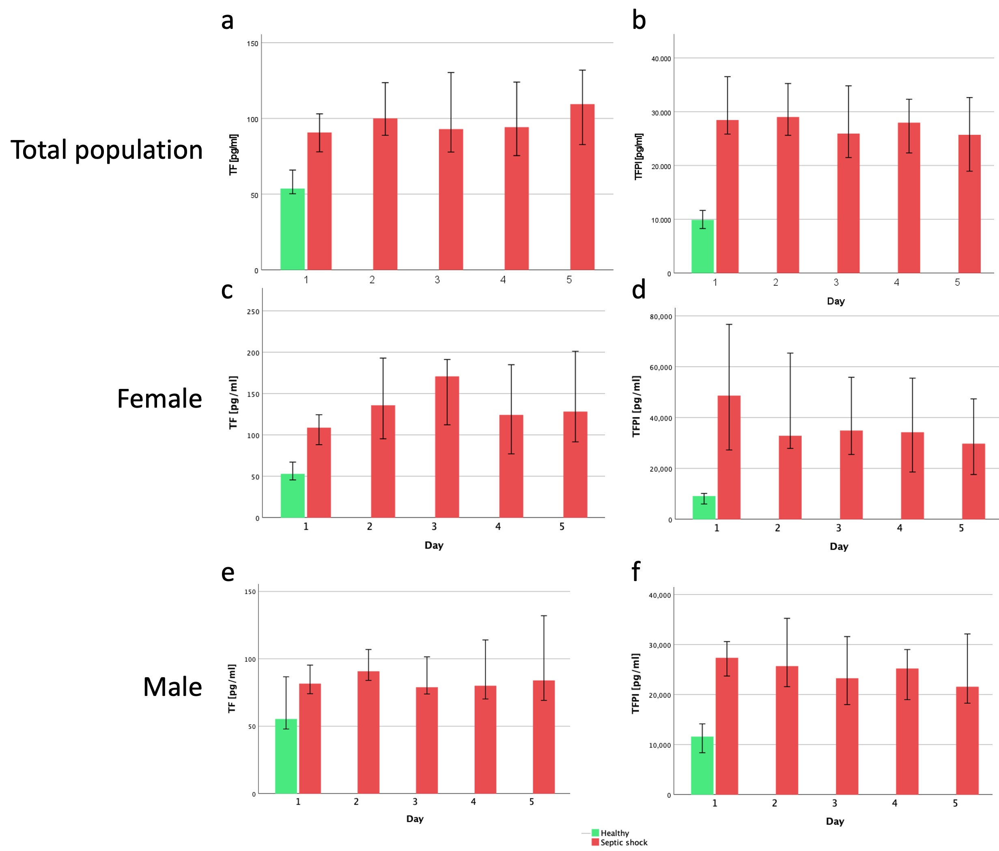 a
150
100
50
0
TF [pg/ml]
1 2 3 4 5
b
40.000
30.000
20.000
10.000
0
TFPI[pg/ml]
1 2 3 4 5
Day
Total population
c
250
200
150
100
50
0
TF [pg/ml]
1 2 3 4 5
Day
d
80,000
60,000
40,000
20,000
0
TFPI [pg/ml]
1 2 3 4 5
Day
Female
e
150
100
50
0
TF [pg/ml]
1 2 3 4 5
Day
f
40,000
30,000
20,000
10,000
0
TFPI [pg/ml]
1 2 3 4 5
Day
Male
Healthy
Septic shock